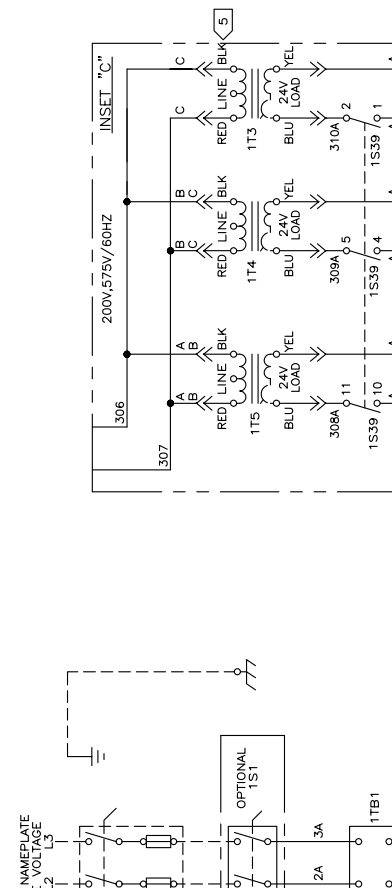 5
INSET "C"
200V,575V/60HZ
306
307
A
B
A
B
B
C
B
C
C
C
RED
LINE
BLK
RED
LINE
BLK
RED
LINE
BLK
1T5
1T4
1T3
24V
LOAD
24V
LOAD
24V
LOAD
BLU
YEL
BLU
YEL
BLU
YEL
308A
309A
310A
11
5
2
10
4
1
1S39
1S39
1S39
NAMEPLATE
VOLTAGE
L2
L3
OPTIONAL
1S1
2A
3A
1TB1